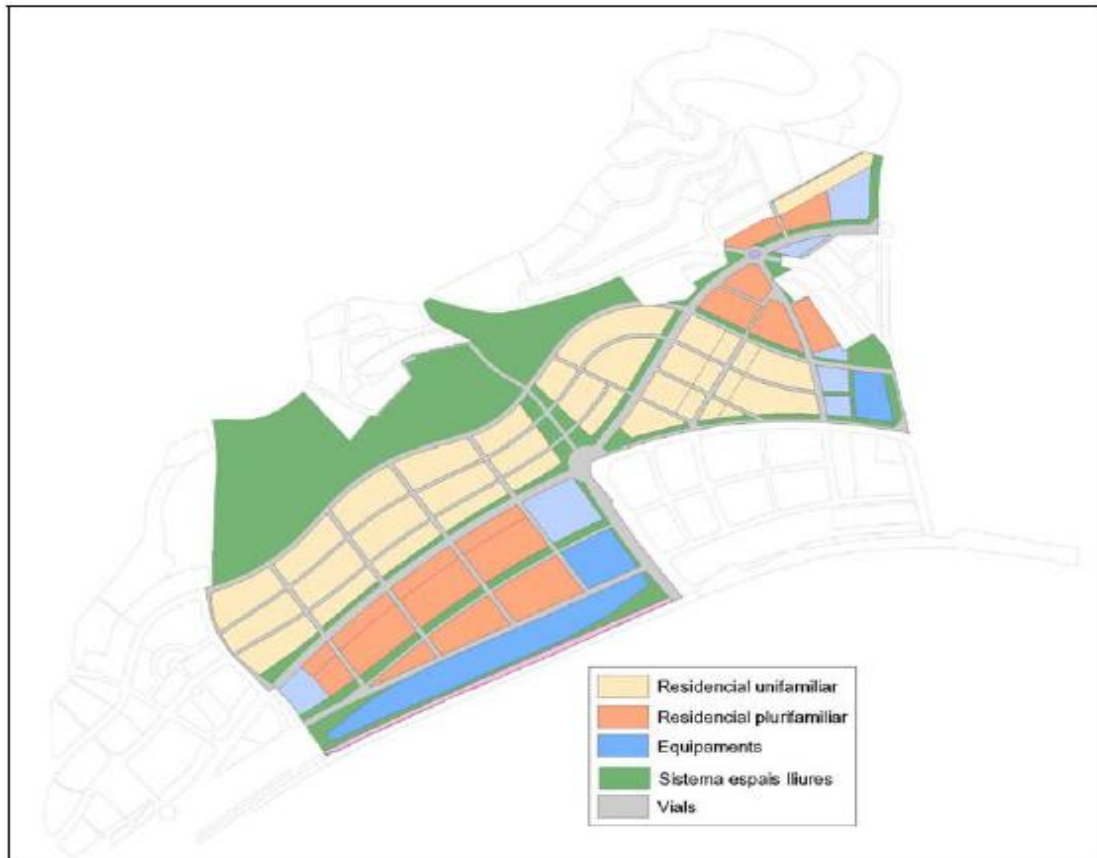 Residencial unifamiliar
Residencial plurifamiliar
Equipaments
Sistema espais lliures
Vials